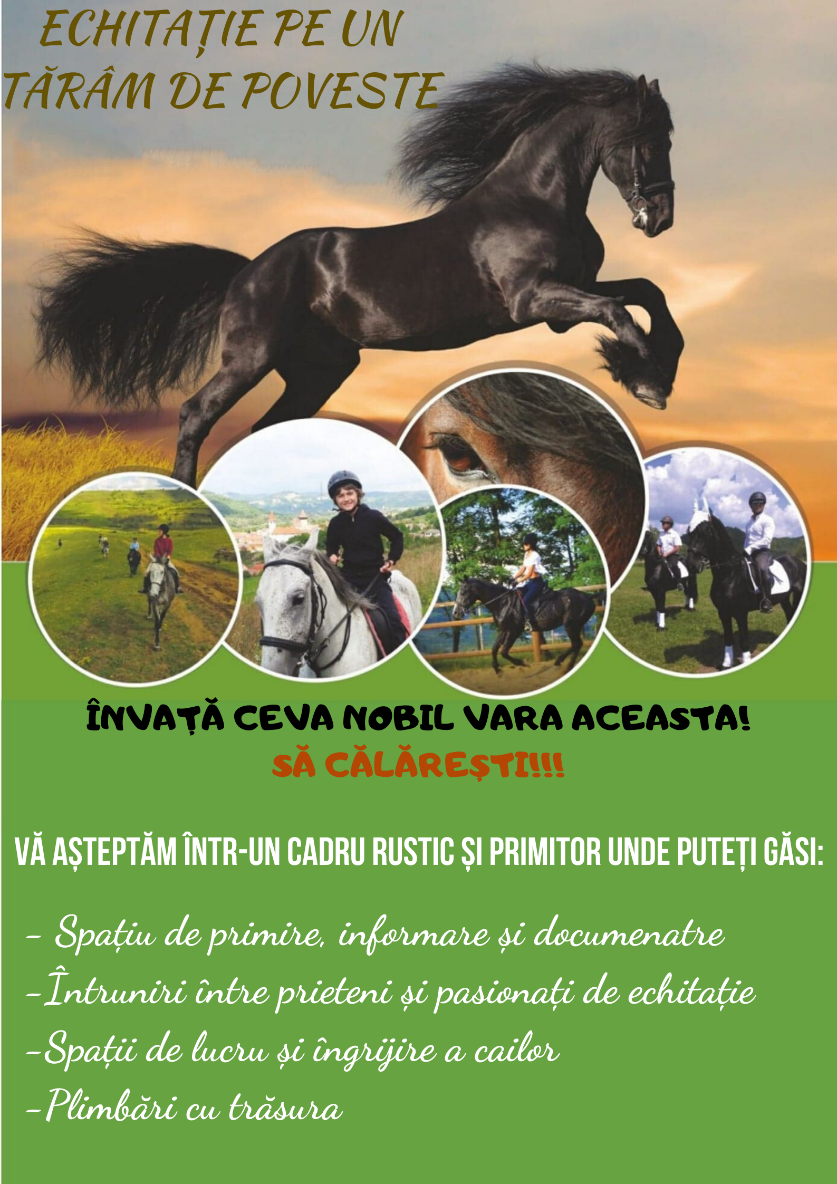 ECHITAȚIE PE UN
TĂRÂM DE POVESTE
ÎNVAȚĂ CEVA NOBIL VARA ACEASTA!
SĂ CĂLĂREȘTI!!!
VĂ AȘTEPTĂM ÎNTR-UN CADRU RUSTIC ȘI PRIMITOR UNDE PUTEȚI GĂSI:
- Spațiu de primire, informare și documenatre
-Întruniri între prieteni și pasionați de echitație
-Spații de lucru și îngrijire a cailor
-Plimbări cu trăsura